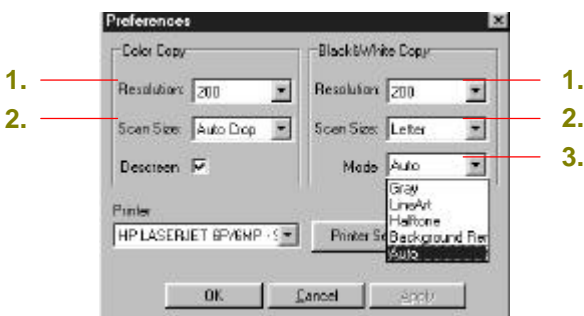 Preferences
Color Copy
Black&White Copy
1.
Resolution: 200
Resolution: 200
1.
2.
Scan Size: Auto Crop
Scan Size: Letter
2.
Descreen
Mode Auto
3.
Gray
LineArt
Halftone
Background Rem
Auto
Printer
HP LASERJET 6P/6MP - S
Printer Se
OK
Cancel
Apply